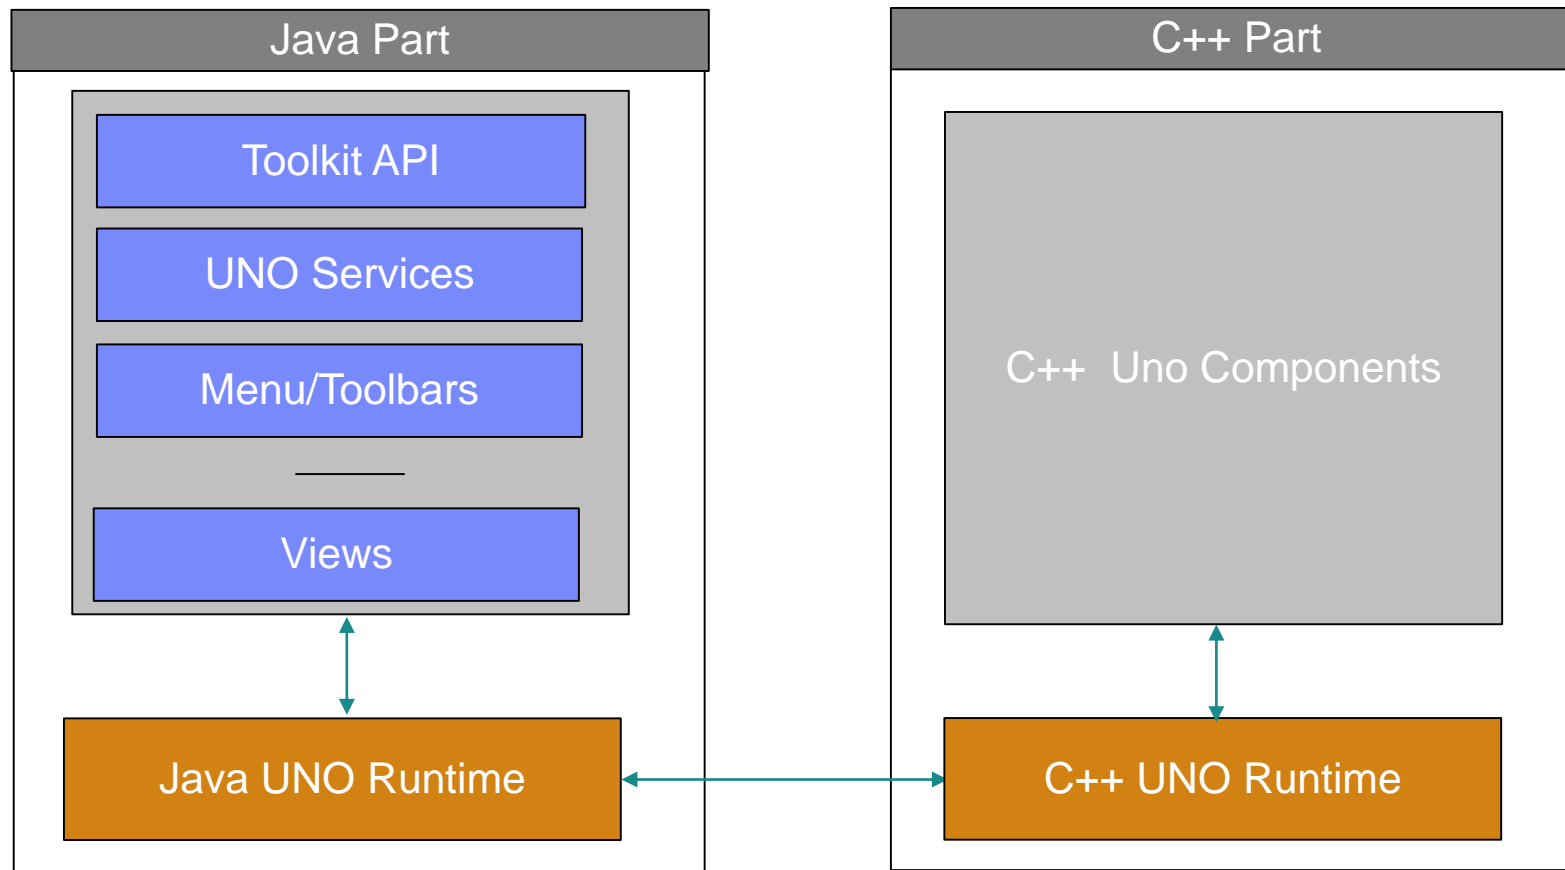 Java Part
Toolkit API
UNO Services
Menu/Toolbars
Views
Java UNO Runtime
C++ Part
C++ Uno Components
C++ UNO Runtime